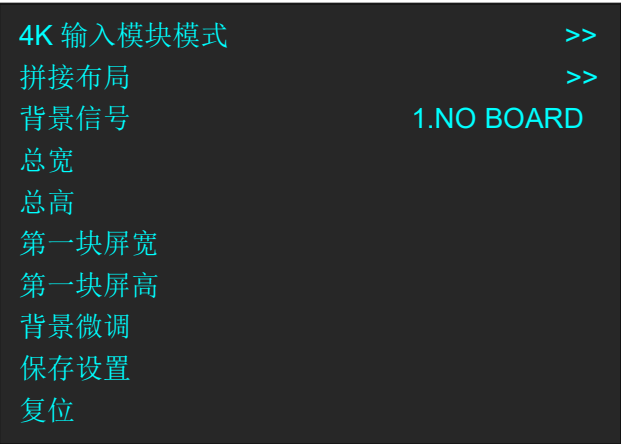 4K 输入模块模式 >>
拼接布局 >>
背景信号 1.NO BOARD
总宽
总高
第一块屏宽
第一块屏高
背景微调
保存设置
复位